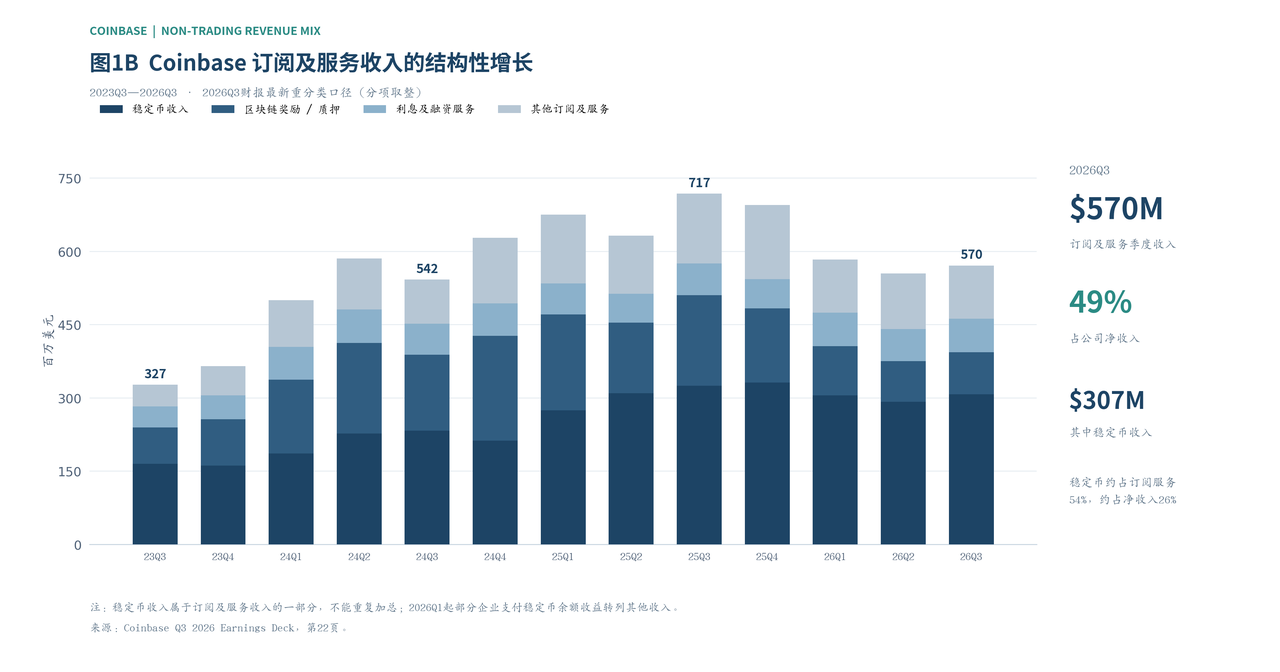 COINBASE | NON-TRADING REVENUE MIX
图1B Coinbase 订阅及服务收入的结构性增长
2023Q3—2026Q3 · 2026Q3财报最新重分类口径（分项取整）
稳定币收入 区块链奖励 / 质押 利息及融资服务 其他订阅及服务
百万美元
750
600
450
300
150
0
327
542
717
570
23Q3 23Q4 24Q1 24Q2 24Q3 24Q4 25Q1 25Q2 25Q3 25Q4 26Q1 26Q2 26Q3
2026Q3
$570M
订阅及服务季度收入
49%
占公司净收入
$307M
其中稳定币收入
稳定币约占订阅服务
54%，约占净收入26%
注：稳定币收入属于订阅及服务收入的一部分，不能重复加总；2026Q1起部分企业支付稳定币余额收益转列其他收入。
来源：Coinbase Q3 2026 Earnings Deck，第22页。